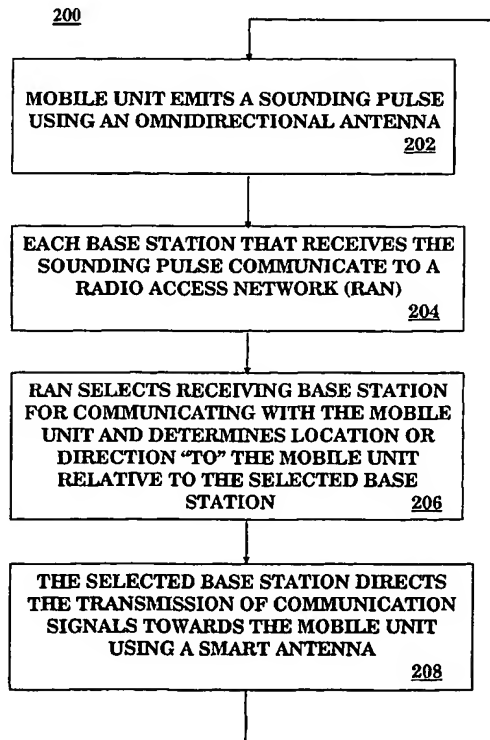 200
MOBILE UNIT EMITS A SOUNDING PULSE
USING AN OMNIDIRECTIONAL ANTENNA
202
EACH BASE STATION THAT RECEIVES THE
SOUNDING PULSE COMMUNICATE TO A
RADIO ACCESS NETWORK (RAN)
204
RAN SELECTS RECEIVING BASE STATION
FOR COMMUNICATING WITH THE MOBILE
UNIT AND DETERMINES LOCATION OR
DIRECTION "TO" THE MOBILE UNIT
RELATIVE TO THE SELECTED BASE
STATION 206
THE SELECTED BASE STATION DIRECTS
THE TRANSMISSION OF COMMUNICATION
SIGNALS TOWARDS THE MOBILE UNIT
USING A SMART ANTENNA
208